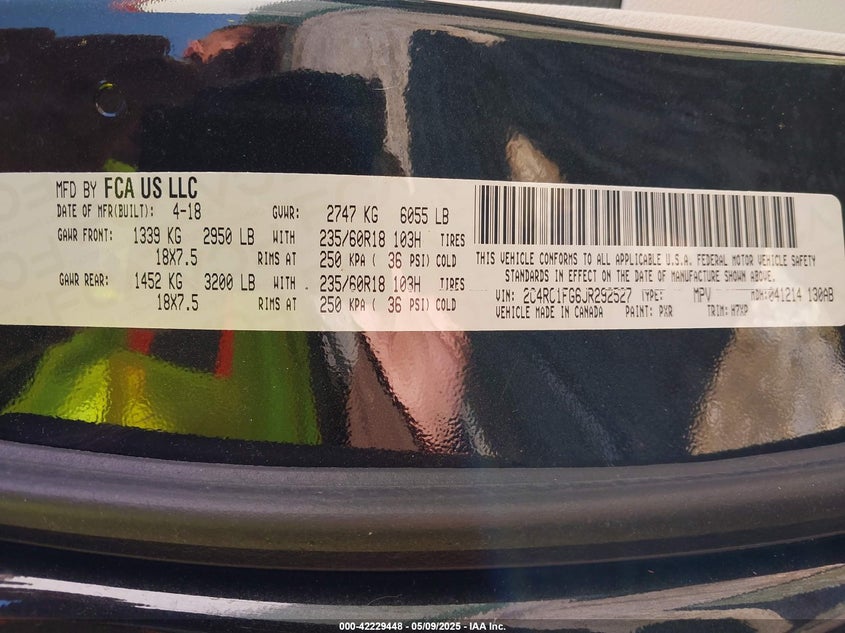 MFD BY FCA US LLC
DATE OF MFR(BUILT): 4-18 GVWR: 2747 KG 6055 LB
GAWR FRONT: 1339 KG 2950 LB WITH 235/60R18 103H TIRES
18X7.5 RIMS AT 250 KPA ( 36 PSI) COLD
GAWR REAR: 1452 KG 3200 LB WITH 235/60R18 103H TIRES
18X7.5 RIMS AT 250 KPA ( 36 PSI) COLD
THIS VEHICLE CONFORMS TO ALL APPLICABLE U.S.A. FEDERAL MOTOR VEHICLE SAFETY
STANDARDS IN EFFECT ON THE DATE OF MANUFACTURE SHOWN ABOVE.
VIN: 2C4RC1FG6JR292527 TYPE: MPV MDH: 041214 130AB
VEHICLE MADE IN CANADA PAINT: PXR TRIM: H7XP
000-42229448 - 05/09/2025 - IAA Inc.